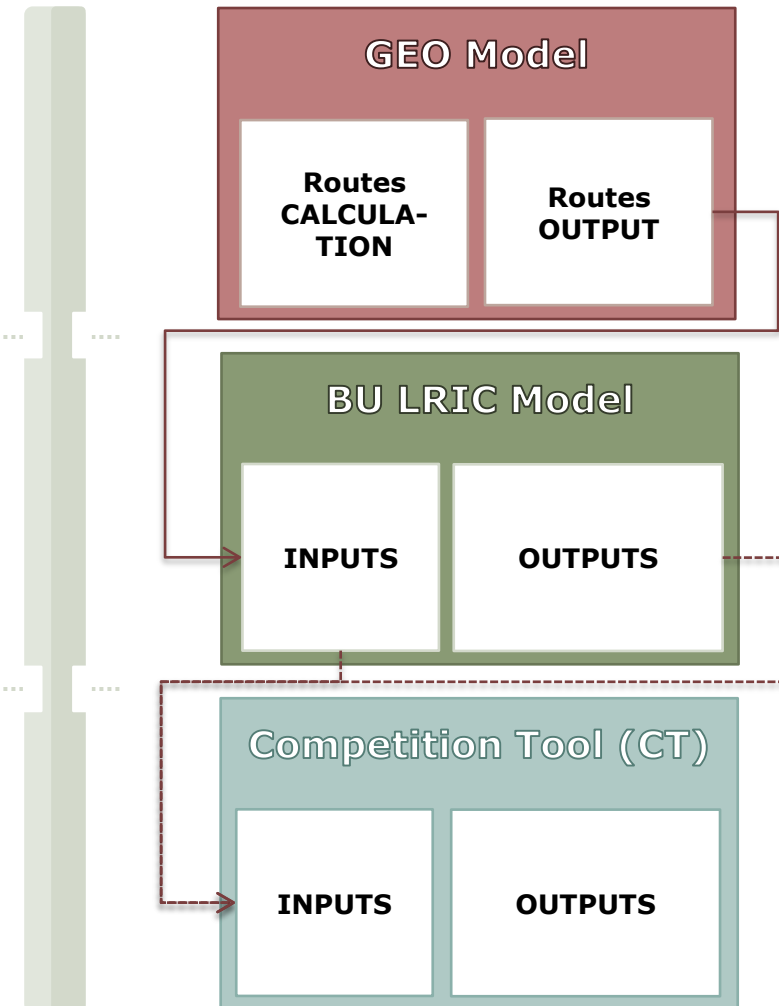 GEO Model
Routes
CALCULA-
TION
Routes
OUTPUT
BU LRIC Model
INPUTS
OUTPUTS
Competition Tool (CT)
INPUTS
OUTPUTS